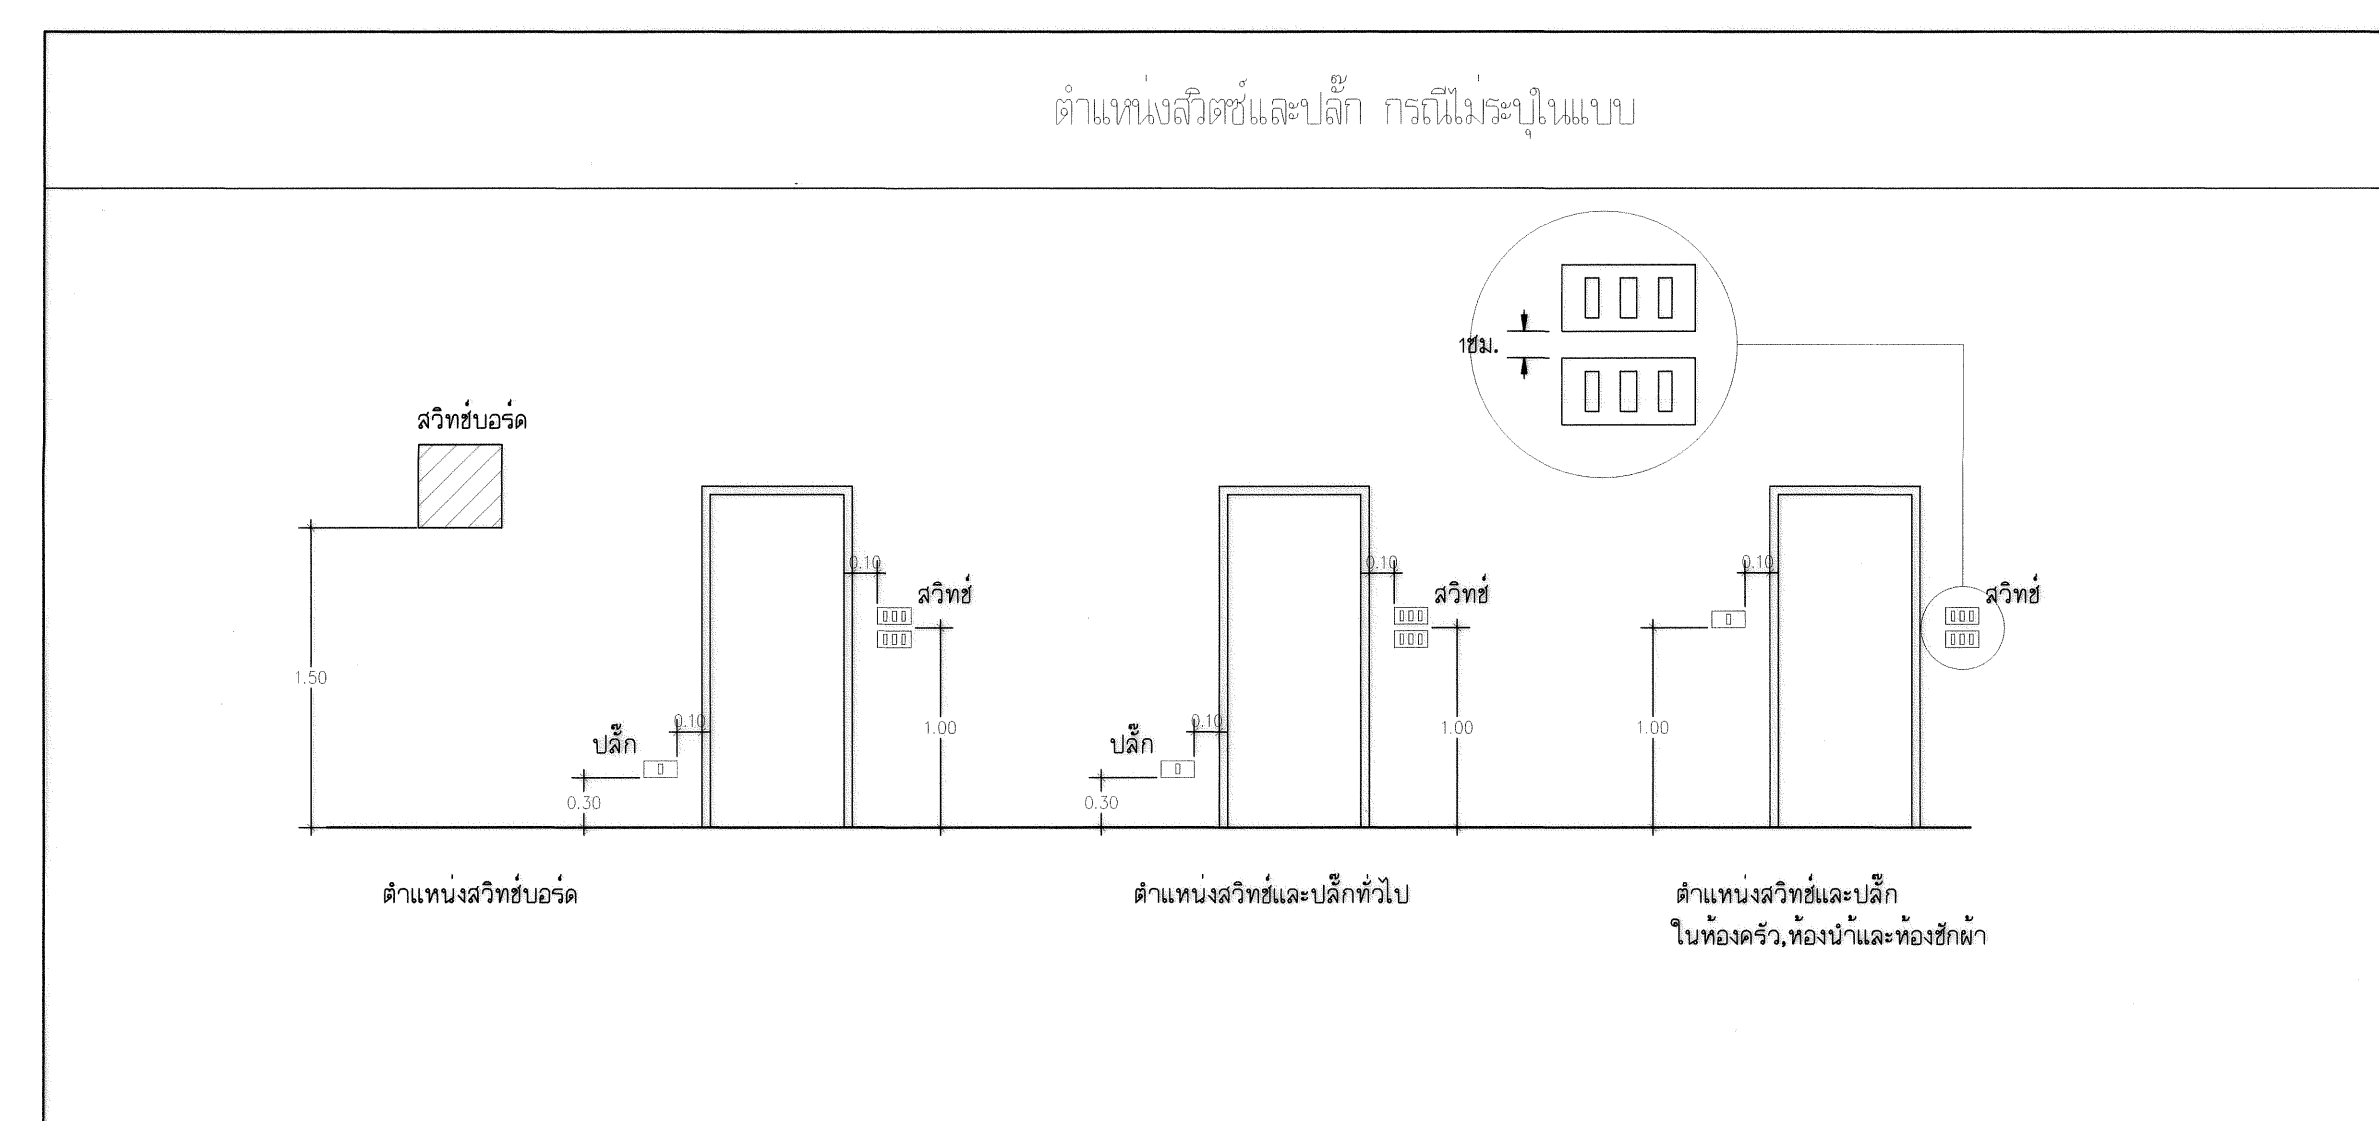 ตำแหน่งสวิตซ์และปลั๊ก กรณีไม่ระบุในแบบ
1ซม.
สวิทช์บอร์ด
0.10
0.10
0.10
สวิทช์
สวิทช์
สวิทช์
1.50
0.10
0.10
1.00
1.00
1.00
ปลั๊ก
ปลั๊ก
0.30
0.30
ตำแหน่งสวิทช์บอร์ด
ตำแหน่งสวิทช์และปลั๊กทั่วไป
ตำแหน่งสวิทช์และปลั๊ก
ในห้องครัว,ห้องน้ำและห้องซักผ้า